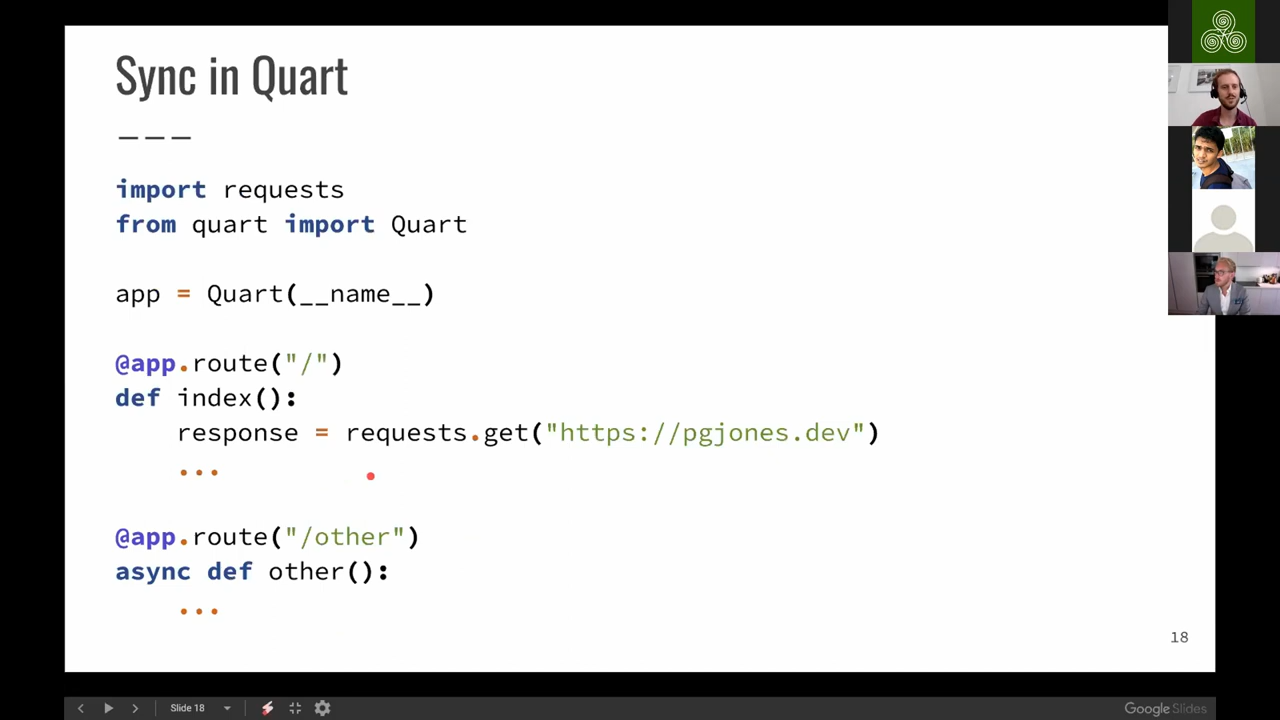 Sync in Quart
———
import requests
from quart import Quart
app = Quart(__name__)
@app.route("/")
def index():
    response = requests.get("https://pgjones.dev")
    ...
@app.route("/other")
async def other():
    ...
18
Slide 18
Google Slides